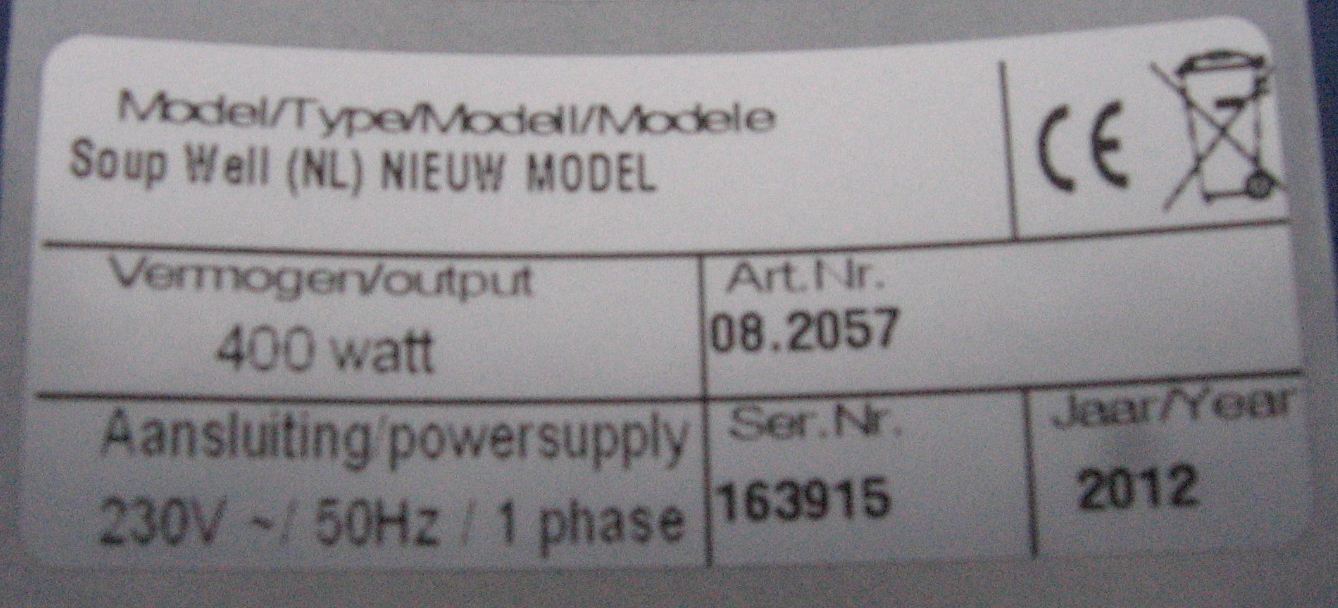 Model/Type/Modell/Modele
Soup Well (NL) NIEUW MODEL
CE
Vermogen/output
400 watt
Art.Nr.
08.2057
Aansluiting/powersupply
230V ~/ 50Hz / 1 phase
Ser.Nr.
163915
Jaar/Year
2012